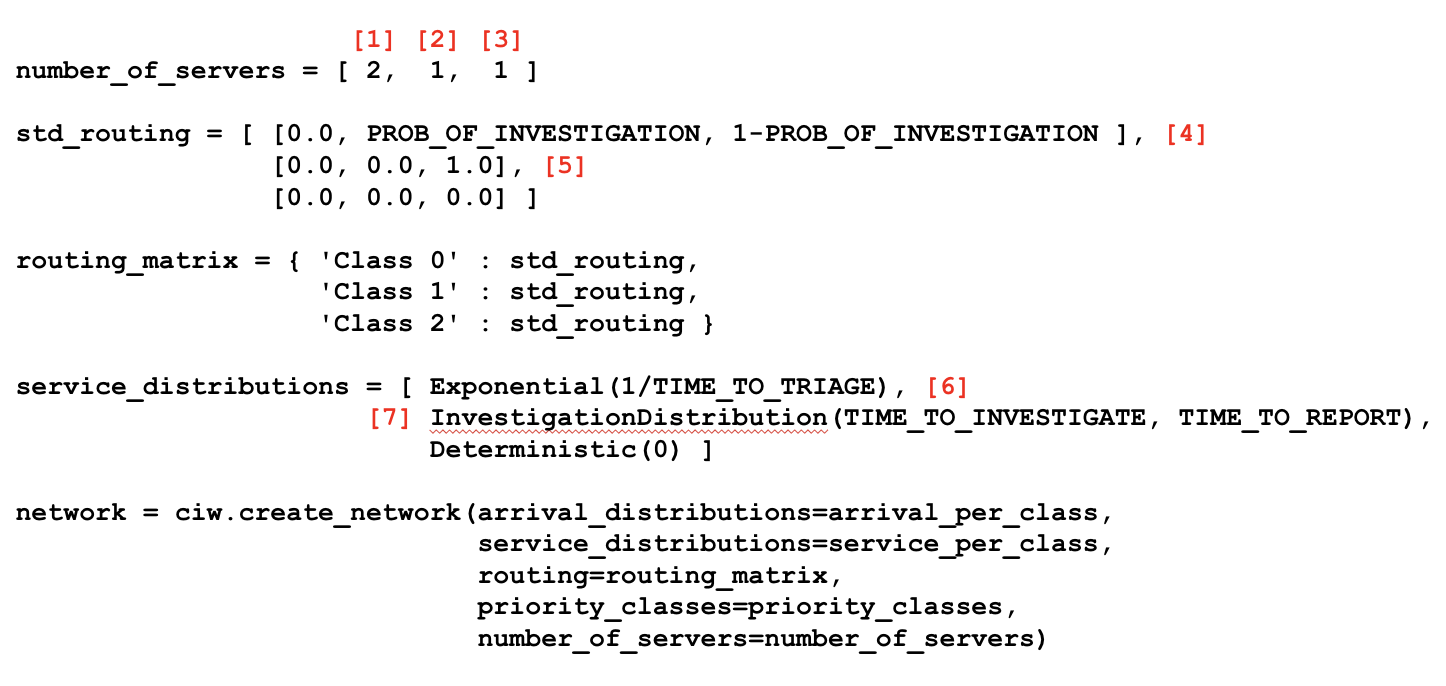 [1] [2] [3]
number_of_servers = [ 2, 1, 1 ]
std_routing = [ [0.0, PROB_OF_INVESTIGATION, 1-PROB_OF_INVESTIGATION ], [4]
[0.0, 0.0, 1.0], [5]
[0.0, 0.0, 0.0] ]
routing_matrix = { 'Class 0' : std_routing,
'Class 1' : std_routing,
'Class 2' : std_routing }
service_distributions = [ Exponential(1/TIME_TO_TRIAGE), [6]
[7] InvestigationDistribution(TIME_TO_INVESTIGATE, TIME_TO_REPORT),
Deterministic(0) ]
network = ciw.create_network(arrival_distributions=arrival_per_class,
service_distributions=service_per_class,
routing=routing_matrix,
priority_classes=priority_classes,
number_of_servers=number_of_servers)